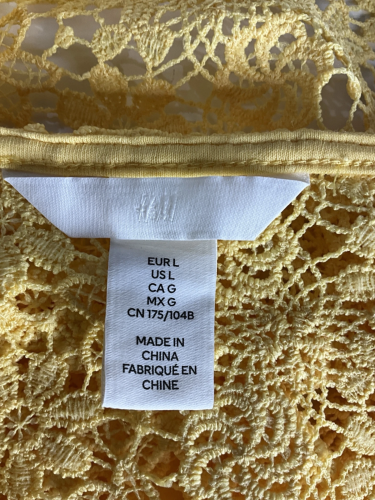 H&M
EUR L
US L
CA G
MX G
CN 175/104B
MADE IN
CHINA
FABRIQUÉ EN
CHINE